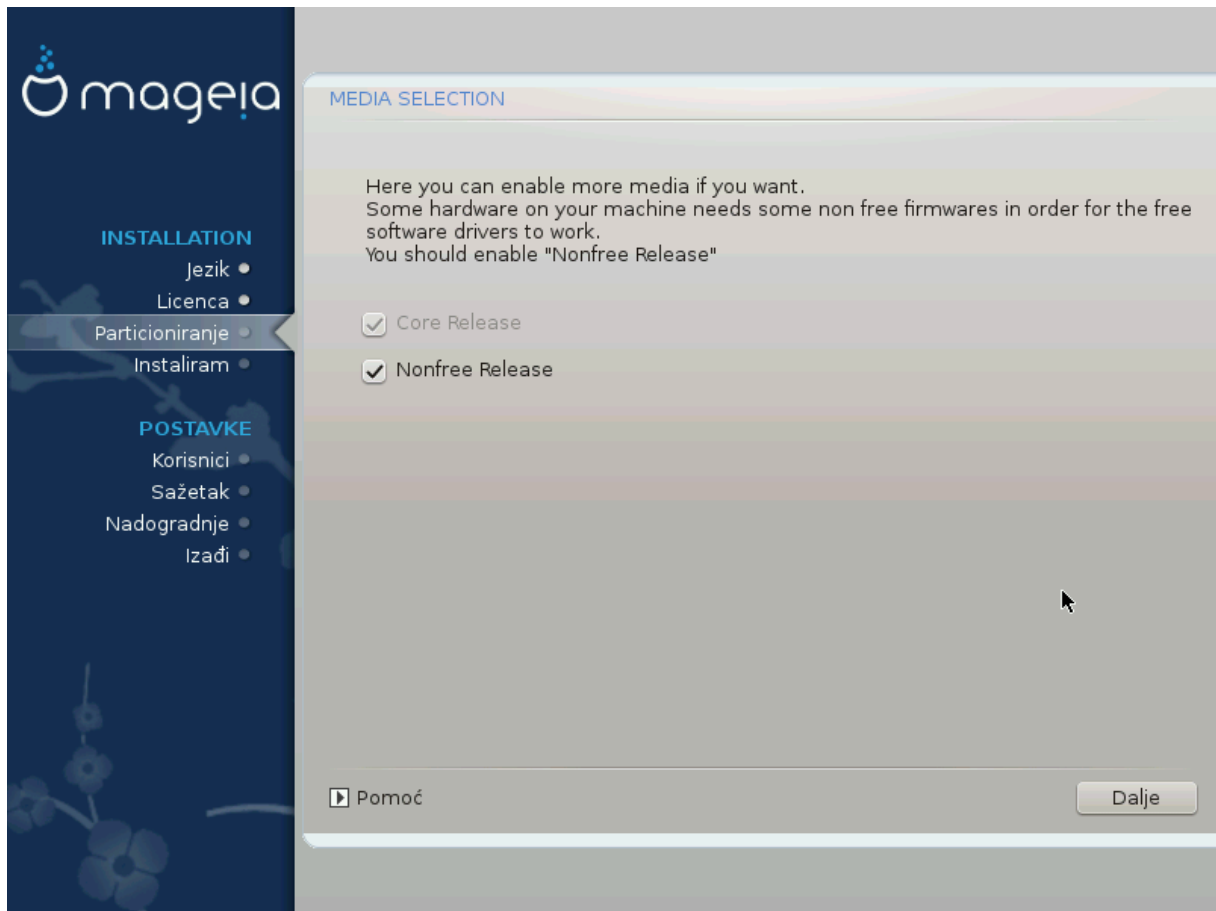 mageia
INSTALLATION
Jezik
Licenca
Particioniranje
Instaliram
POSTAVKE
Korisnici
Sažetak
Nadogradnje
Izađi
MEDIA SELECTION
Here you can enable more media if you want.
Some hardware on your machine needs some non free firmwares in order for the free
software drivers to work.
You should enable "Nonfree Release"
Core Release
Nonfree Release
Pomoć
Dalje